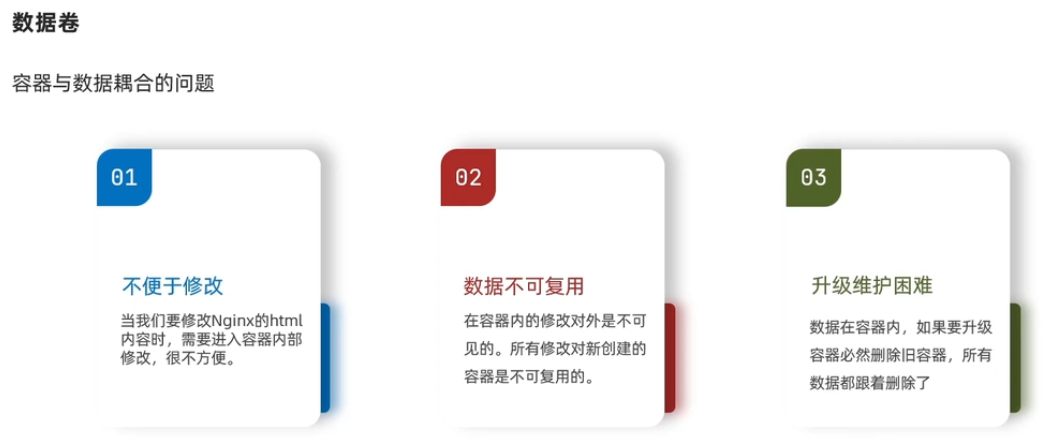 数据卷
容器与数据耦合的问题
01
不便于修改
当我们要修改Nginx的html
内容时，需要进入容器内部
修改，很不方便。
02
数据不可复用
在容器内的修改对外是不可
见的。所有修改对新创建的
容器是不可复用的。
03
升级维护困难
数据在容器内，如果要升级
容器必然删除旧容器，所有
数据都跟着删除了